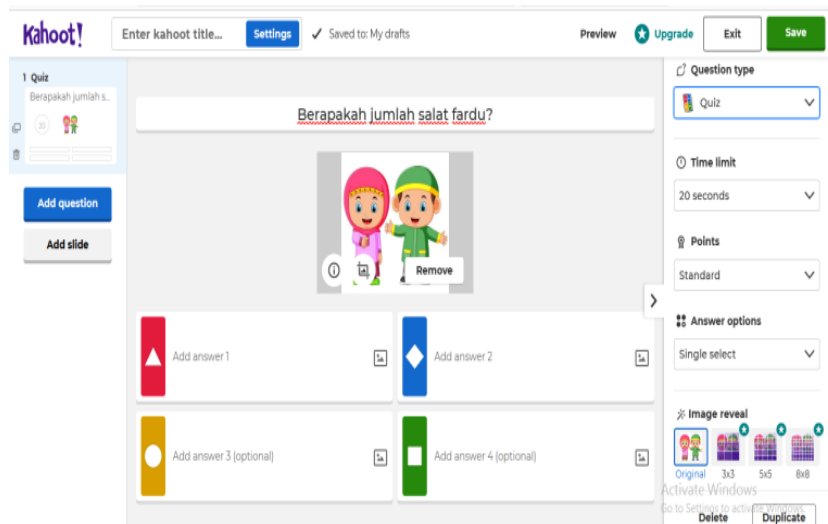 Kahoot!
Enter kahoot title...
Settings
Saved to: My drafts
Preview
Upgrade
Exit
Save
1 Quiz
Berapakah jumlah s...
20
Add question
Add slide
Berapakah jumlah salat fardu?
Remove
Add answer 1
Add answer 2
Add answer 3 (optional)
Add answer 4 (optional)
Question type
Quiz
Time limit
20 seconds
Points
Standard
Answer options
Single select
Image reveal
Original 3x3 5x5 8x8
Activate Windows
Go to Settings to activate Windows.
Delete
Duplicate